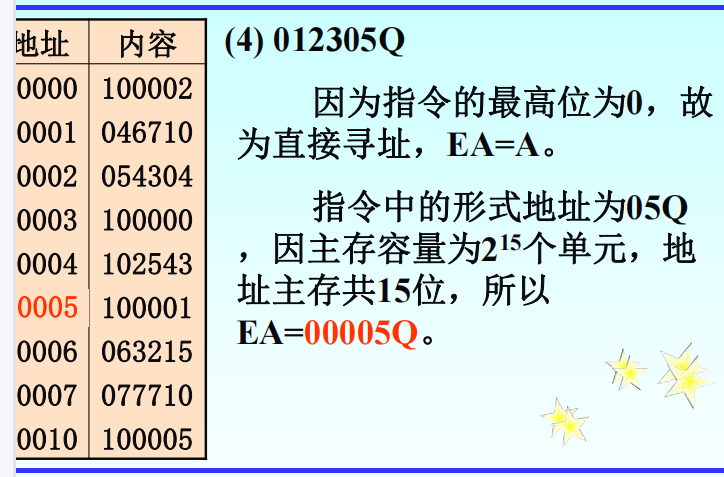 地址 内容
0000 100002
0001 046710
0002 054304
0003 100000
0004 102543
0005 100001
0006 063215
0007 077710
0010 100005
(4) 012305Q
因为指令的最高位为0，故
为直接寻址，EA=A。
指令中的形式地址为05Q
，因主存容量为2¹⁵个单元，地
址主存共15位，所以
EA=00005Q。